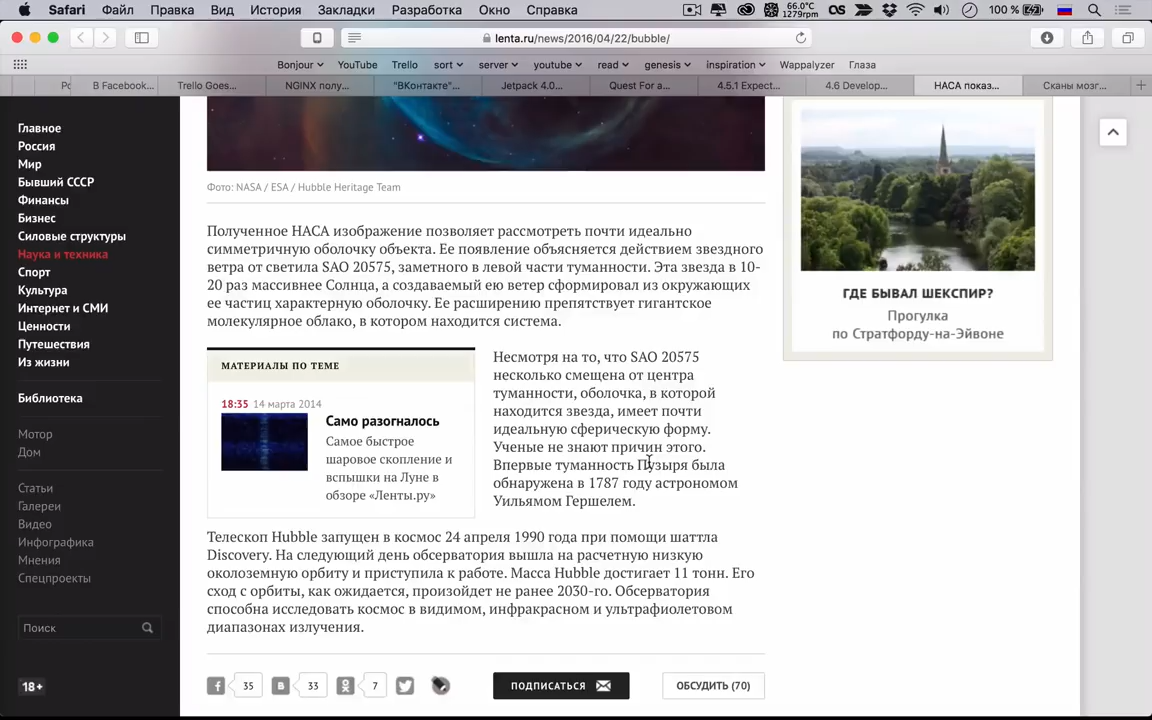 Safari Файл Правка Вид История Закладки Разработка Окно Справка
66.0°C
1279rpm
100 %
lenta.ru/news/2016/04/22/bubble/
Bonjour YouTube Trello sort server youtube read genesis inspiration Wappalyzer Глаза
Рс В Facebook... Trello Goes... NGINX полу... "ВКонтакте"... Jetpack 4.0... Quest For a... 4.5.1 Expect... 4.6 Develop... НАСА показ... Сканы мозг...
Главное
Россия
Мир
Бывший СССР
Финансы
Бизнес
Силовые структуры
Наука и техника
Спорт
Культура
Интернет и СМИ
Ценности
Путешествия
Из жизни
Библиотека
Мотор
Дом
Статьи
Галереи
Видео
Инфографика
Мнения
Спецпроекты
Поиск
18+
Фото: NASA / ESA / Hubble Heritage Team
Полученное НАСА изображение позволяет рассмотреть почти идеально
симметричную оболочку объекта. Ее появление объясняется действием звездного
ветра от светила SAO 20575, заметного в левой части туманности. Эта звезда в 10-
20 раз массивнее Солнца, а создаваемый ею ветер сформировал из окружающих
ее частиц характерную оболочку. Ее расширению препятствует гигантское
молекулярное облако, в котором находится система.
МАТЕРИАЛЫ ПО ТЕМЕ
18:35 14 марта 2014
Само разогналось
Самое быстрое
шаровое скопление и
вспышки на Луне в
обзоре «Ленты.ру»
Несмотря на то, что SAO 20575
несколько смещена от центра
туманности, оболочка, в которой
находится звезда, имеет почти
идеальную сферическую форму.
Ученые не знают причин этого.
Впервые туманность Пузыря была
обнаружена в 1787 году астрономом
Уильямом Гершелем.
Телескоп Hubble запущен в космос 24 апреля 1990 года при помощи шаттла
Discovery. На следующий день обсерватория вышла на расчетную низкую
околоземную орбиту и приступила к работе. Масса Hubble достигает 11 тонн. Его
сход с орбиты, как ожидается, произойдет не ранее 2030-го. Обсерватория
способна исследовать космос в видимом, инфракрасном и ультрафиолетовом
диапазонах излучения.
35 33 7
ПОДПИСАТЬСЯ
ОБСУДИТЬ (70)
ГДЕ БЫВАЛ ШЕКСПИР?
Прогулка
по Стратфорду-на-Эйвоне